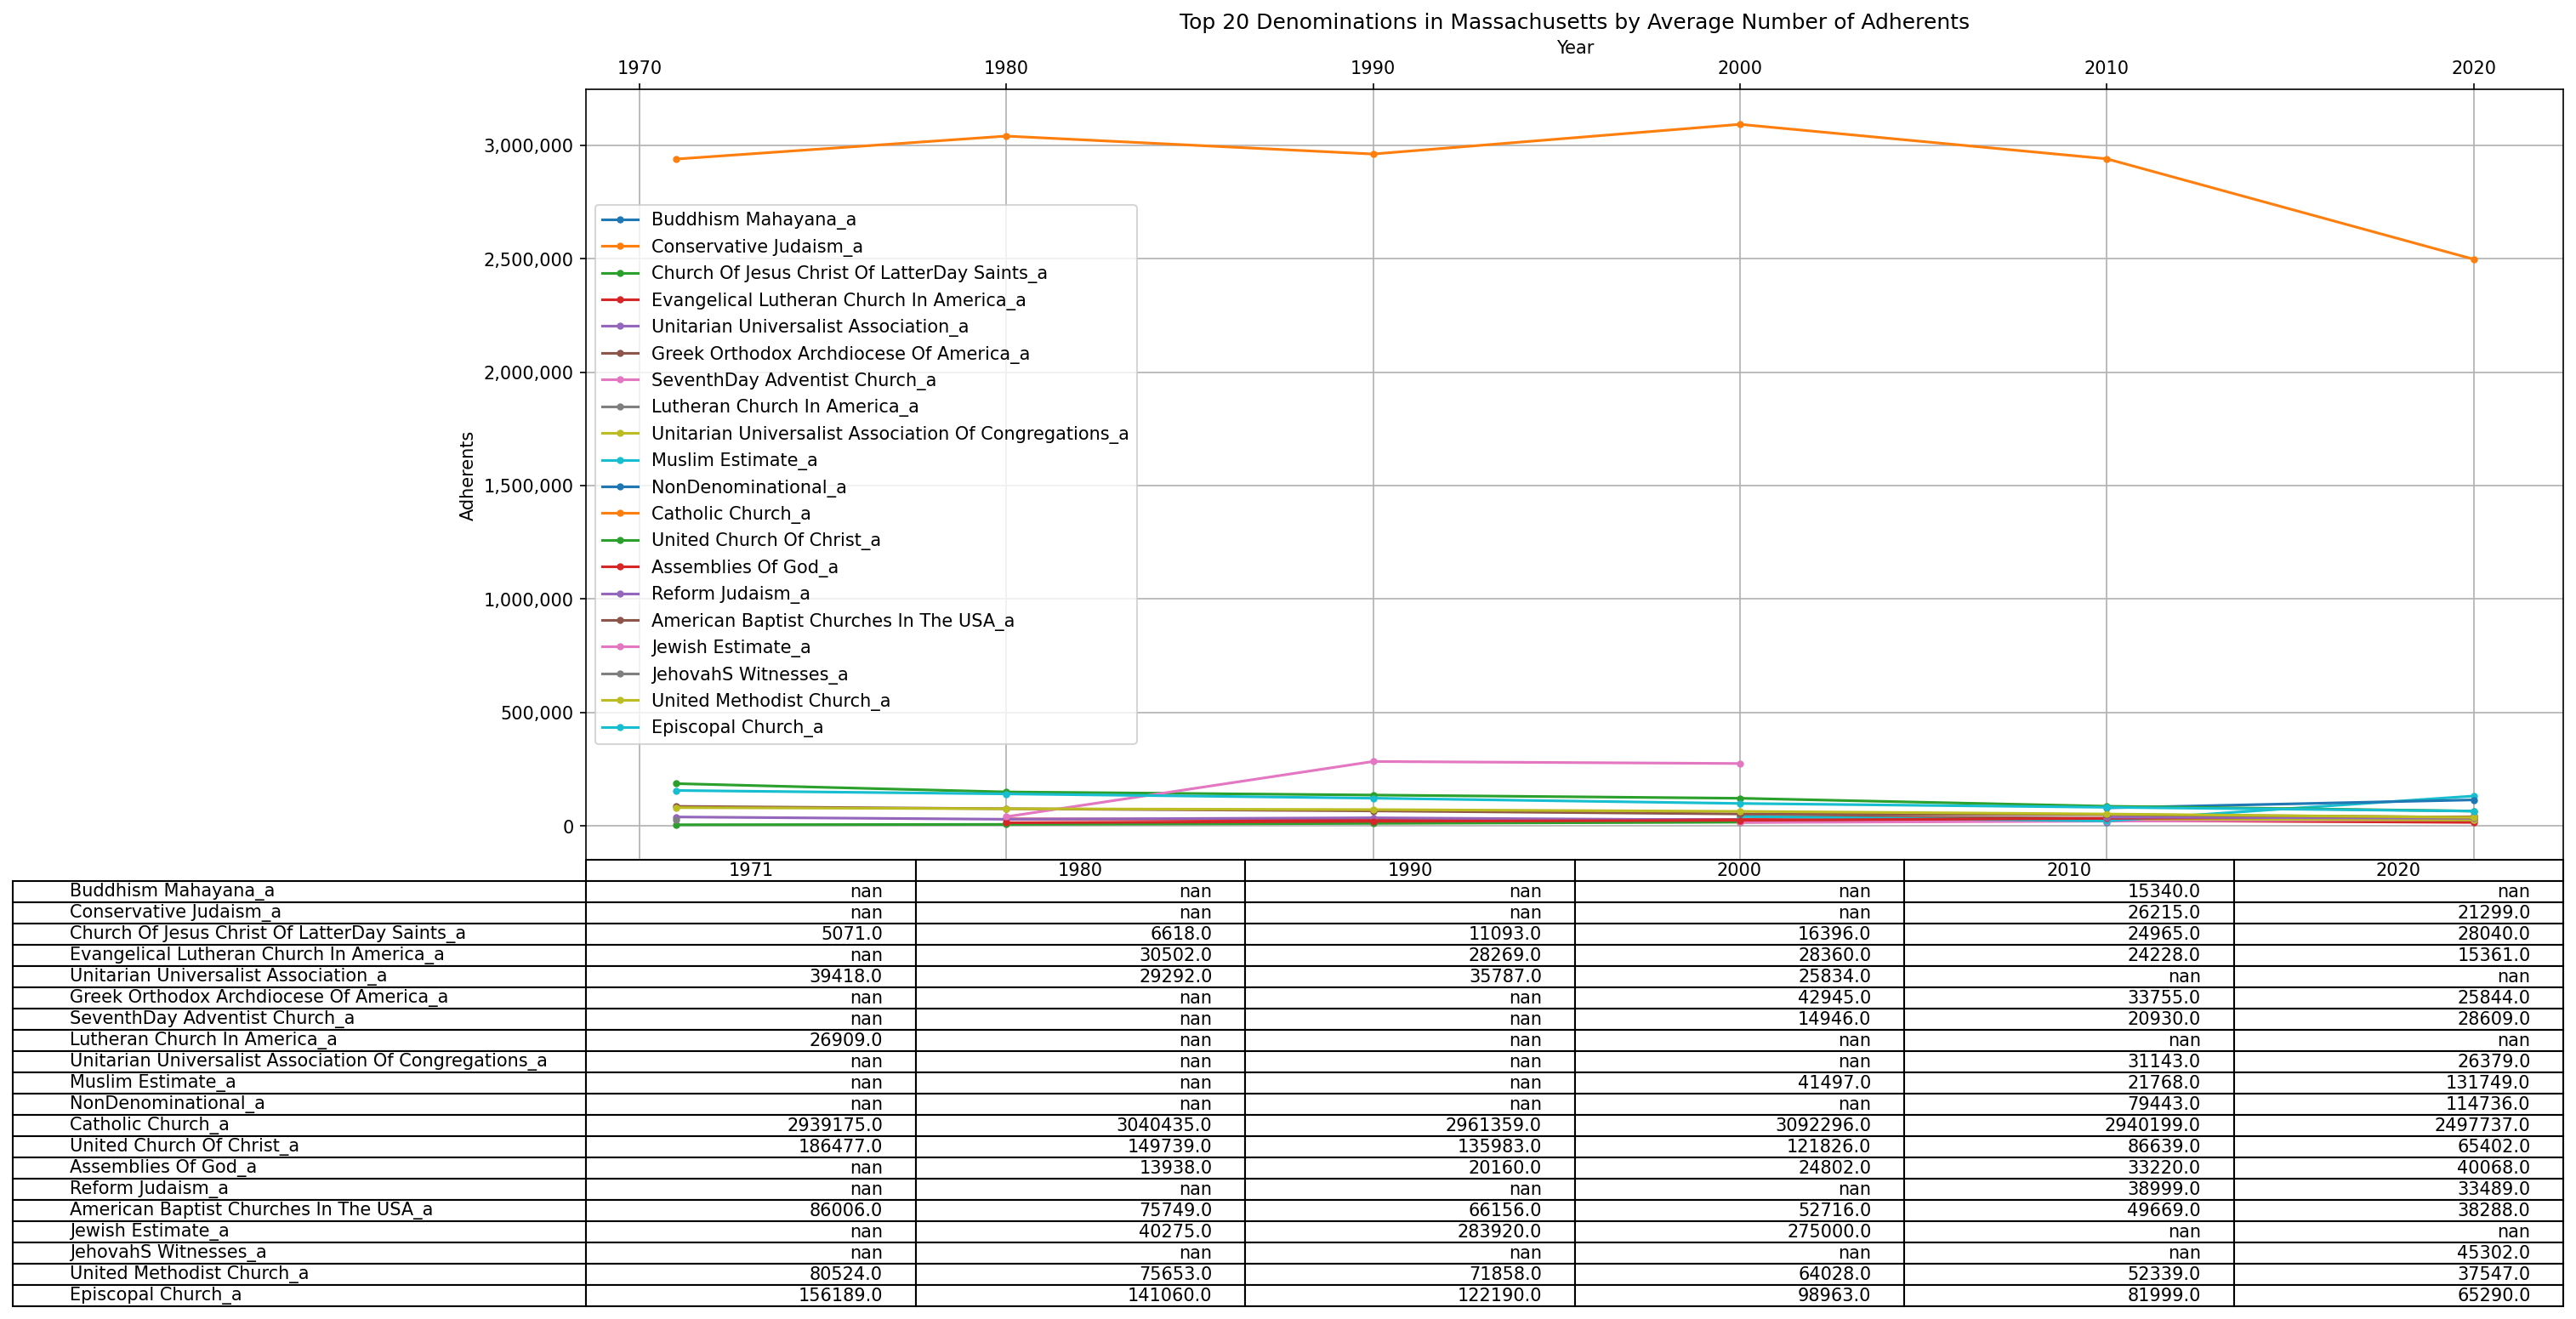 Top 20 Denominations in Massachusetts by Average Number of Adherents
Year
1970 1980 1990 2000 2010 2020
3,000,000
2,500,000
2,000,000
1,500,000
1,000,000
500,000
0
Adherents
Buddhism Mahayana_a
Conservative Judaism_a
Church Of Jesus Christ Of LatterDay Saints_a
Evangelical Lutheran Church In America_a
Unitarian Universalist Association_a
Greek Orthodox Archdiocese Of America_a
SeventhDay Adventist Church_a
Lutheran Church In America_a
Unitarian Universalist Association Of Congregations_a
Muslim Estimate_a
NonDenominational_a
Catholic Church_a
United Church Of Christ_a
Assemblies Of God_a
Reform Judaism_a
American Baptist Churches In The USA_a
Jewish Estimate_a
JehovahS Witnesses_a
United Methodist Church_a
Episcopal Church_a
1971 1980 1990 2000 2010 2020
Buddhism Mahayana_a nan nan nan nan 15340.0 nan
Conservative Judaism_a nan nan nan nan 26215.0 21299.0
Church Of Jesus Christ Of LatterDay Saints_a 5071.0 6618.0 11093.0 16396.0 24965.0 28040.0
Evangelical Lutheran Church In America_a nan 30502.0 28269.0 28360.0 24228.0 15361.0
Unitarian Universalist Association_a 39418.0 29292.0 35787.0 25834.0 nan nan
Greek Orthodox Archdiocese Of America_a nan nan nan 42945.0 33755.0 25844.0
SeventhDay Adventist Church_a nan nan nan 14946.0 20930.0 28609.0
Lutheran Church In America_a 26909.0 nan nan nan nan nan
Unitarian Universalist Association Of Congregations_a nan nan nan nan 31143.0 26379.0
Muslim Estimate_a nan nan nan 41497.0 21768.0 131749.0
NonDenominational_a nan nan nan nan 79443.0 114736.0
Catholic Church_a 2939175.0 3040435.0 2961359.0 3092296.0 2940199.0 2497737.0
United Church Of Christ_a 186477.0 149739.0 135983.0 121826.0 86639.0 65402.0
Assemblies Of God_a nan 13938.0 20160.0 24802.0 33220.0 40068.0
Reform Judaism_a nan nan nan nan 38999.0 33489.0
American Baptist Churches In The USA_a 86006.0 75749.0 66156.0 52716.0 49669.0 38288.0
Jewish Estimate_a nan 40275.0 283920.0 275000.0 nan nan
JehovahS Witnesses_a nan nan nan nan nan 45302.0
United Methodist Church_a 80524.0 75653.0 71858.0 64028.0 52339.0 37547.0
Episcopal Church_a 156189.0 141060.0 122190.0 98963.0 81999.0 65290.0